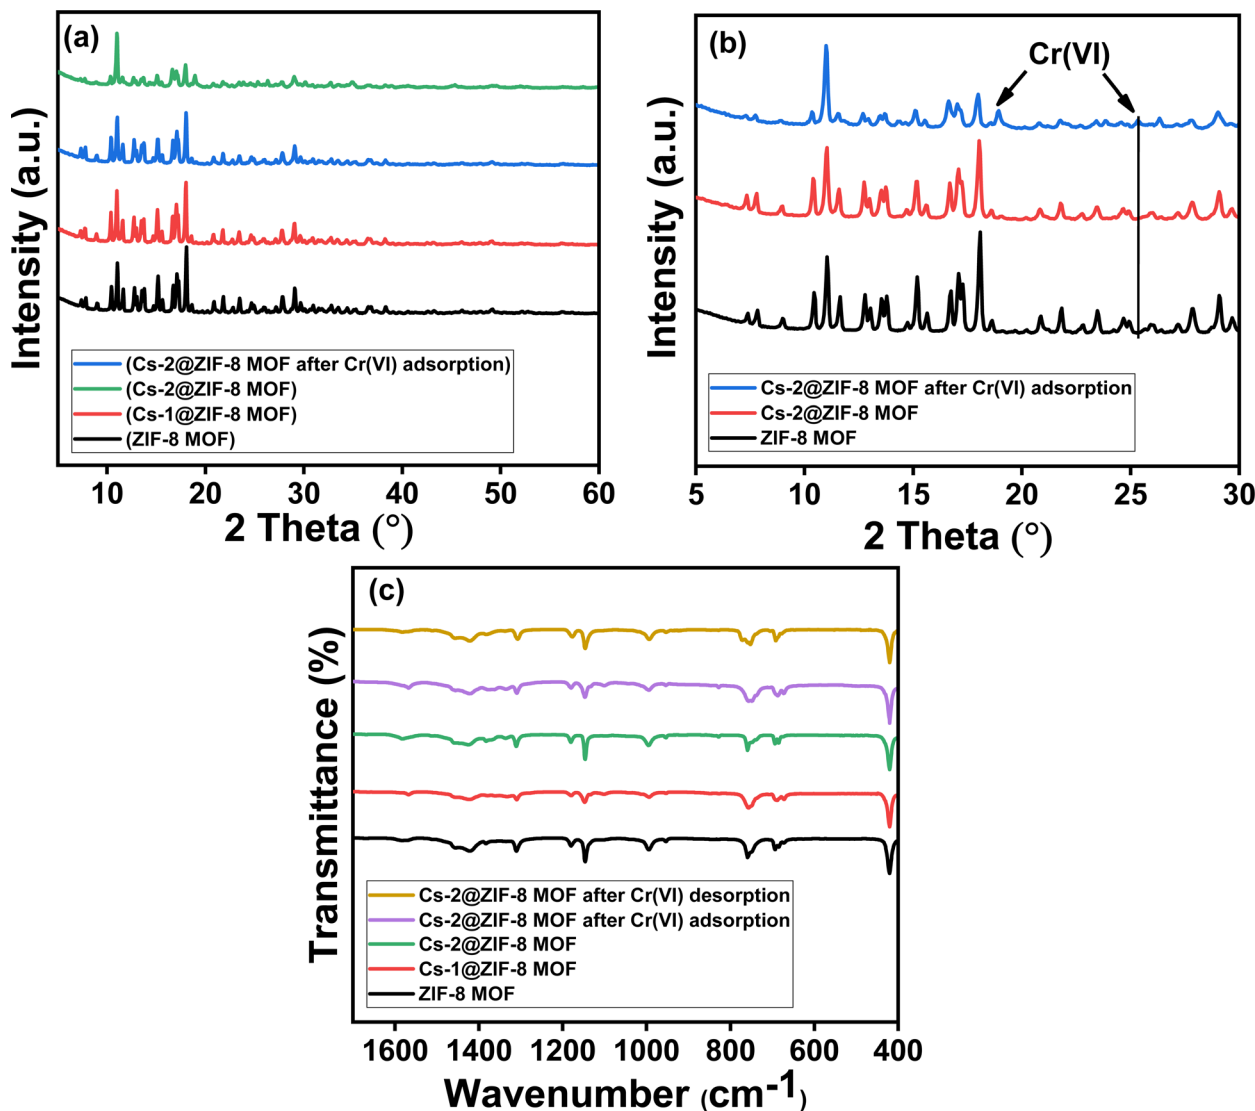 (a)
Intensity (a.u.)
(Cs-2@ZIF-8 MOF after Cr(VI) adsorption)
(Cs-2@ZIF-8 MOF)
(Cs-1@ZIF-8 MOF)
(ZIF-8 MOF)
10 20 30 40 50 60
2 Theta (°)
(b)
Cr(VI)
Intensity (a.u.)
Cs-2@ZIF-8 MOF after Cr(VI) adsorption
Cs-2@ZIF-8 MOF
ZIF-8 MOF
5 10 15 20 25 30
2 Theta (°)
(c)
Transmittance (%)
Cs-2@ZIF-8 MOF after Cr(VI) desorption
Cs-2@ZIF-8 MOF after Cr(VI) adsorption
Cs-2@ZIF-8 MOF
Cs-1@ZIF-8 MOF
ZIF-8 MOF
1600 1400 1200 1000 800 600 400
Wavenumber (cm-1)